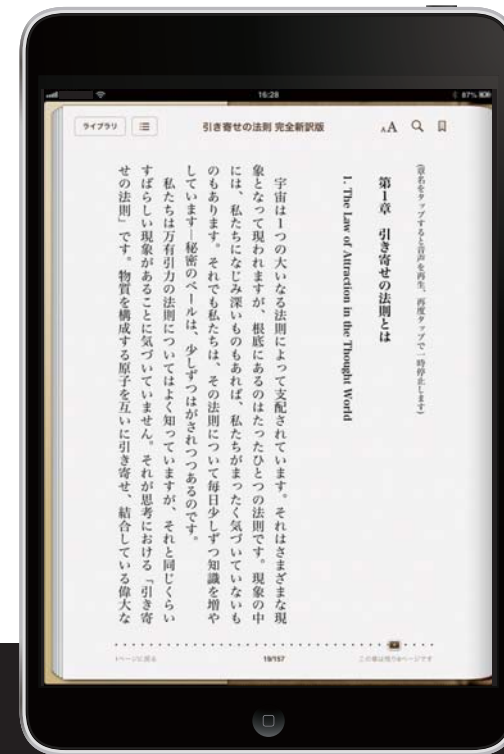 16:28
87%
ライブラリ
引き寄せの法則 完全新訳版
AA
(章名をタップすると音声を再生、再度タップで一時停止します)
第1章　引き寄せの法則とは
1. The Law of Attraction in the Thought World
宇宙は1つの大いなる法則によって支配されています。それはさまざまな現
象となって現われますが、根底にあるのはたったひとつの法則です。現象の中
には、私たちになじみ深いものもあれば、私たちがまったく気づいていないも
のもあります。それでも私たちは、その法則について毎日少しずつ知識を増や
しています―秘密のベールは、少しずつはがされつつあるのです。
私たちは万有引力の法則についてはよく知っていますが、それと同じくらい
すばらしい現象があることに気づいていません。それが思考における「引き寄
せの法則」です。物質を構成する原子を互いに引き寄せ、結合している偉大な
19/157
この章は残り6ページです